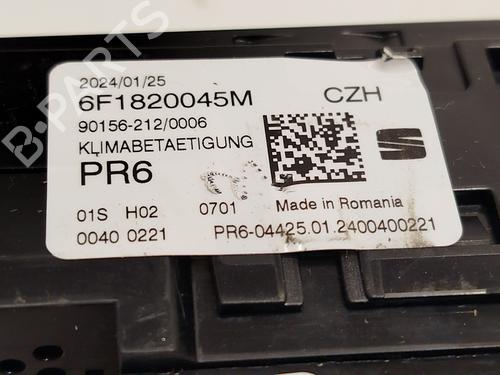 B-PARTS
2024/01/25
6F1820045M CZH
90156-212/0006
KLIMABETAETIGUNG
PR6
01S H02 0701 Made in Romania
0040 0221 PR6-04425.01.2400400221